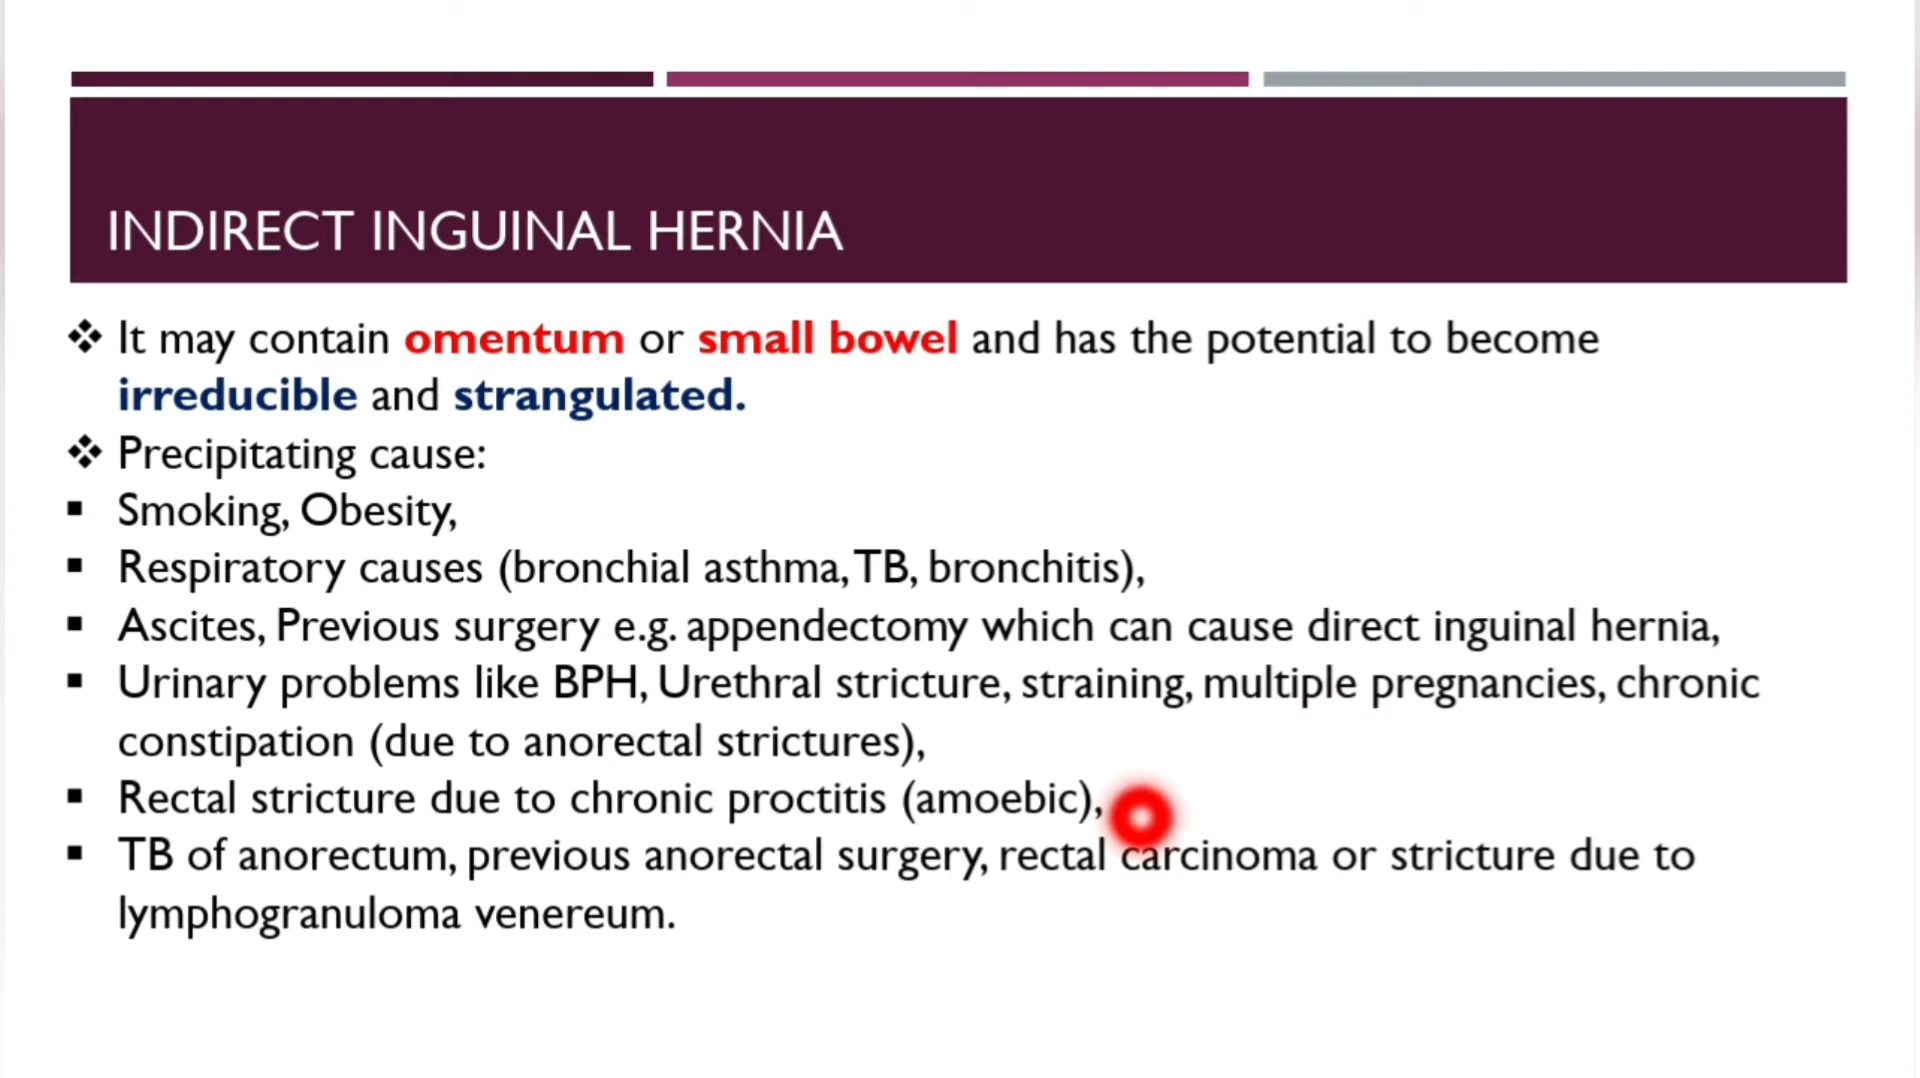 INDIRECT INGUINAL HERNIA
❖ It may contain omentum or small bowel and has the potential to become
irreducible and strangulated.
❖ Precipitating cause:
▪ Smoking, Obesity,
▪ Respiratory causes (bronchial asthma, TB, bronchitis),
▪ Ascites, Previous surgery e.g. appendectomy which can cause direct inguinal hernia,
▪ Urinary problems like BPH, Urethral stricture, straining, multiple pregnancies, chronic
constipation (due to anorectal strictures),
▪ Rectal stricture due to chronic proctitis (amoebic),
▪ TB of anorectum, previous anorectal surgery, rectal carcinoma or stricture due to
lymphogranuloma venereum.